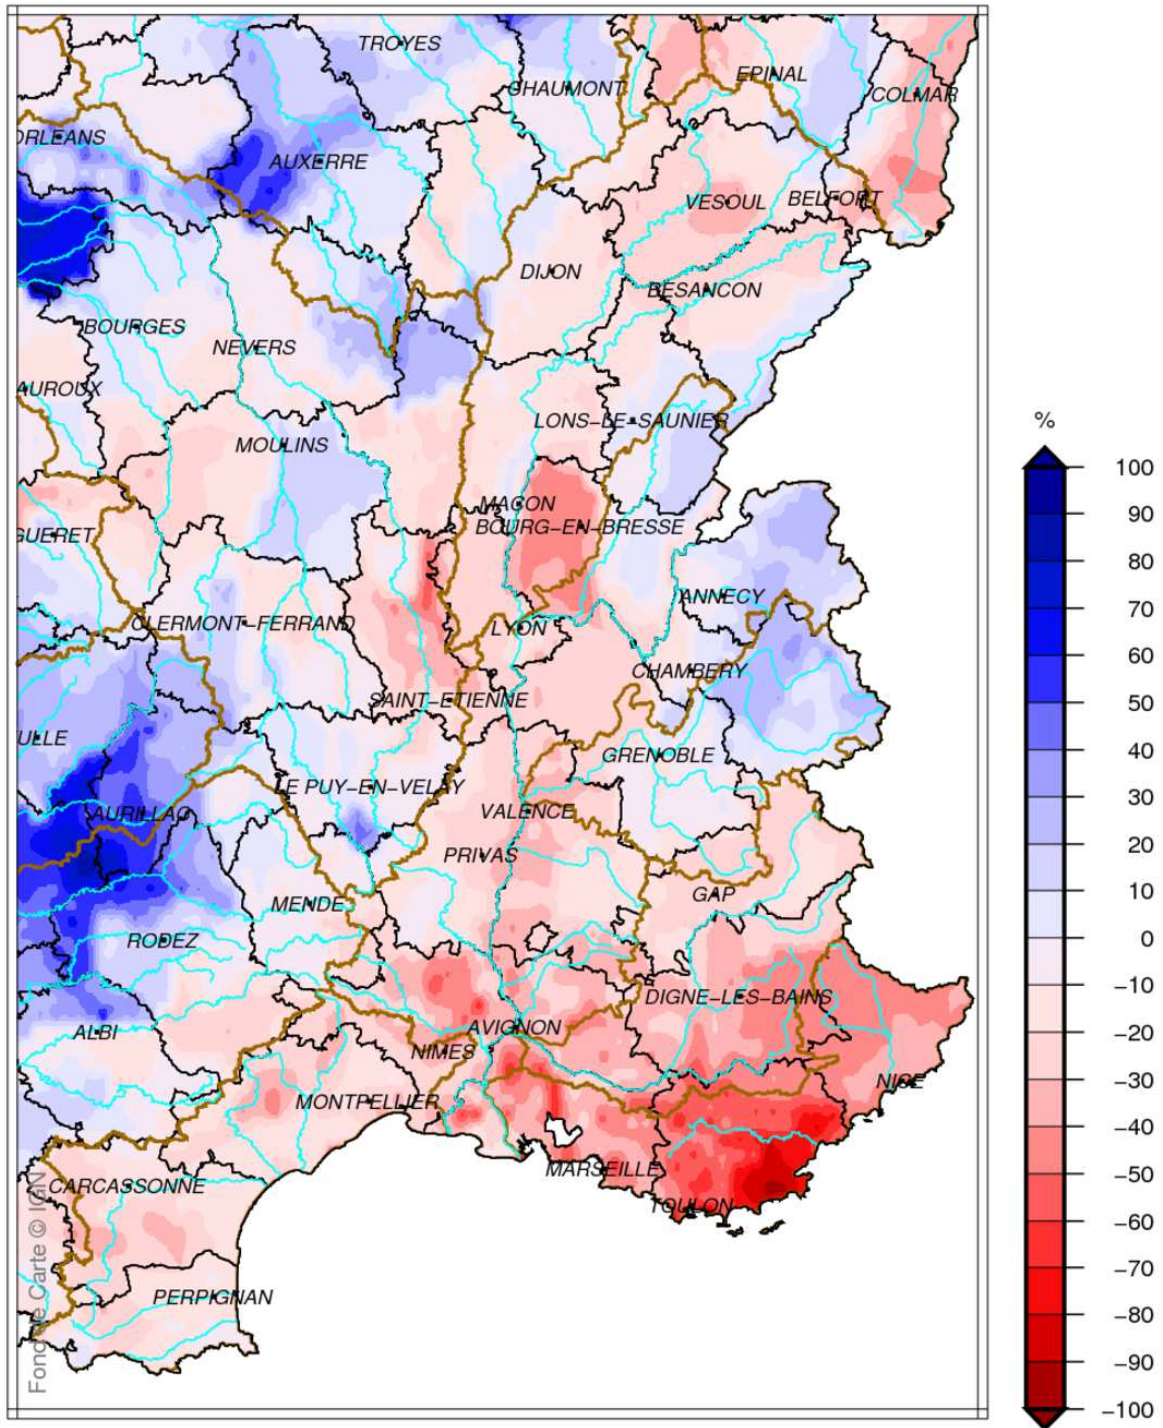 TROYES
EPINAL
CHAUMONT
COLMAR
ORLEANS
AUXERRE
VESOUL
BELFORT
DIJON
BESANCON
BOURGES
NEVERS
AUROUX
LONS-LE-SAUNIER
%
MOULINS
100
MACON
90
BOURG-EN-BRESSE
GUERET
80
ANNECY
70
CLERMONT-FERRAND
LYON
60
CHAMBERY
50
SAINT-ETIENNE
ULLE
GRENOBLE
40
LE PUY-EN-VELAY
30
AURILLAC
VALENCE
20
PRIVAS
10
GAP
MENDE
0
RODEZ
-10
DIGNE-LES-BAINS
-20
AVIGNON
ALBI
-30
NIMES
NICE
MONTPELLIER
-40
MARSEILLE
-50
CARCASSONNE
TOULON
-60
-70
PERPIGNAN
-80
-90
-100
Fond de Carte © IGN